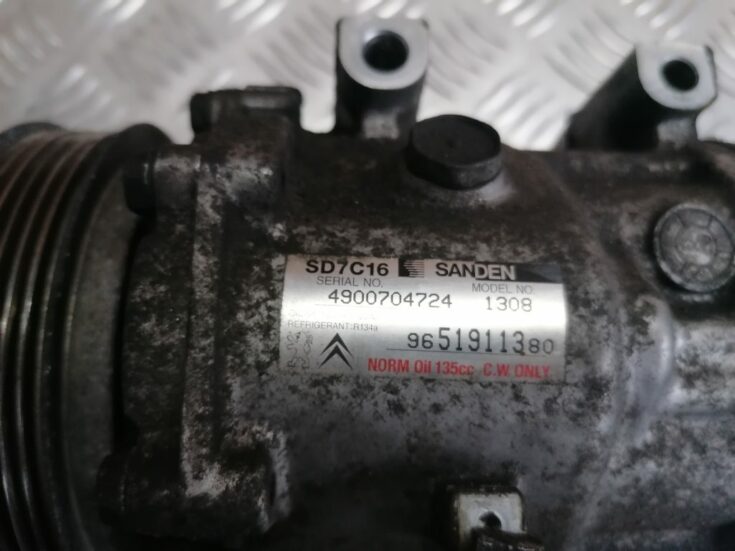 SD7C16 SANDEN
SERIAL NO. MODEL NO.
4900704724 1308
REFRIGERANT:R134a
9651911380
NORM Oil 135cc C.W. ONLY